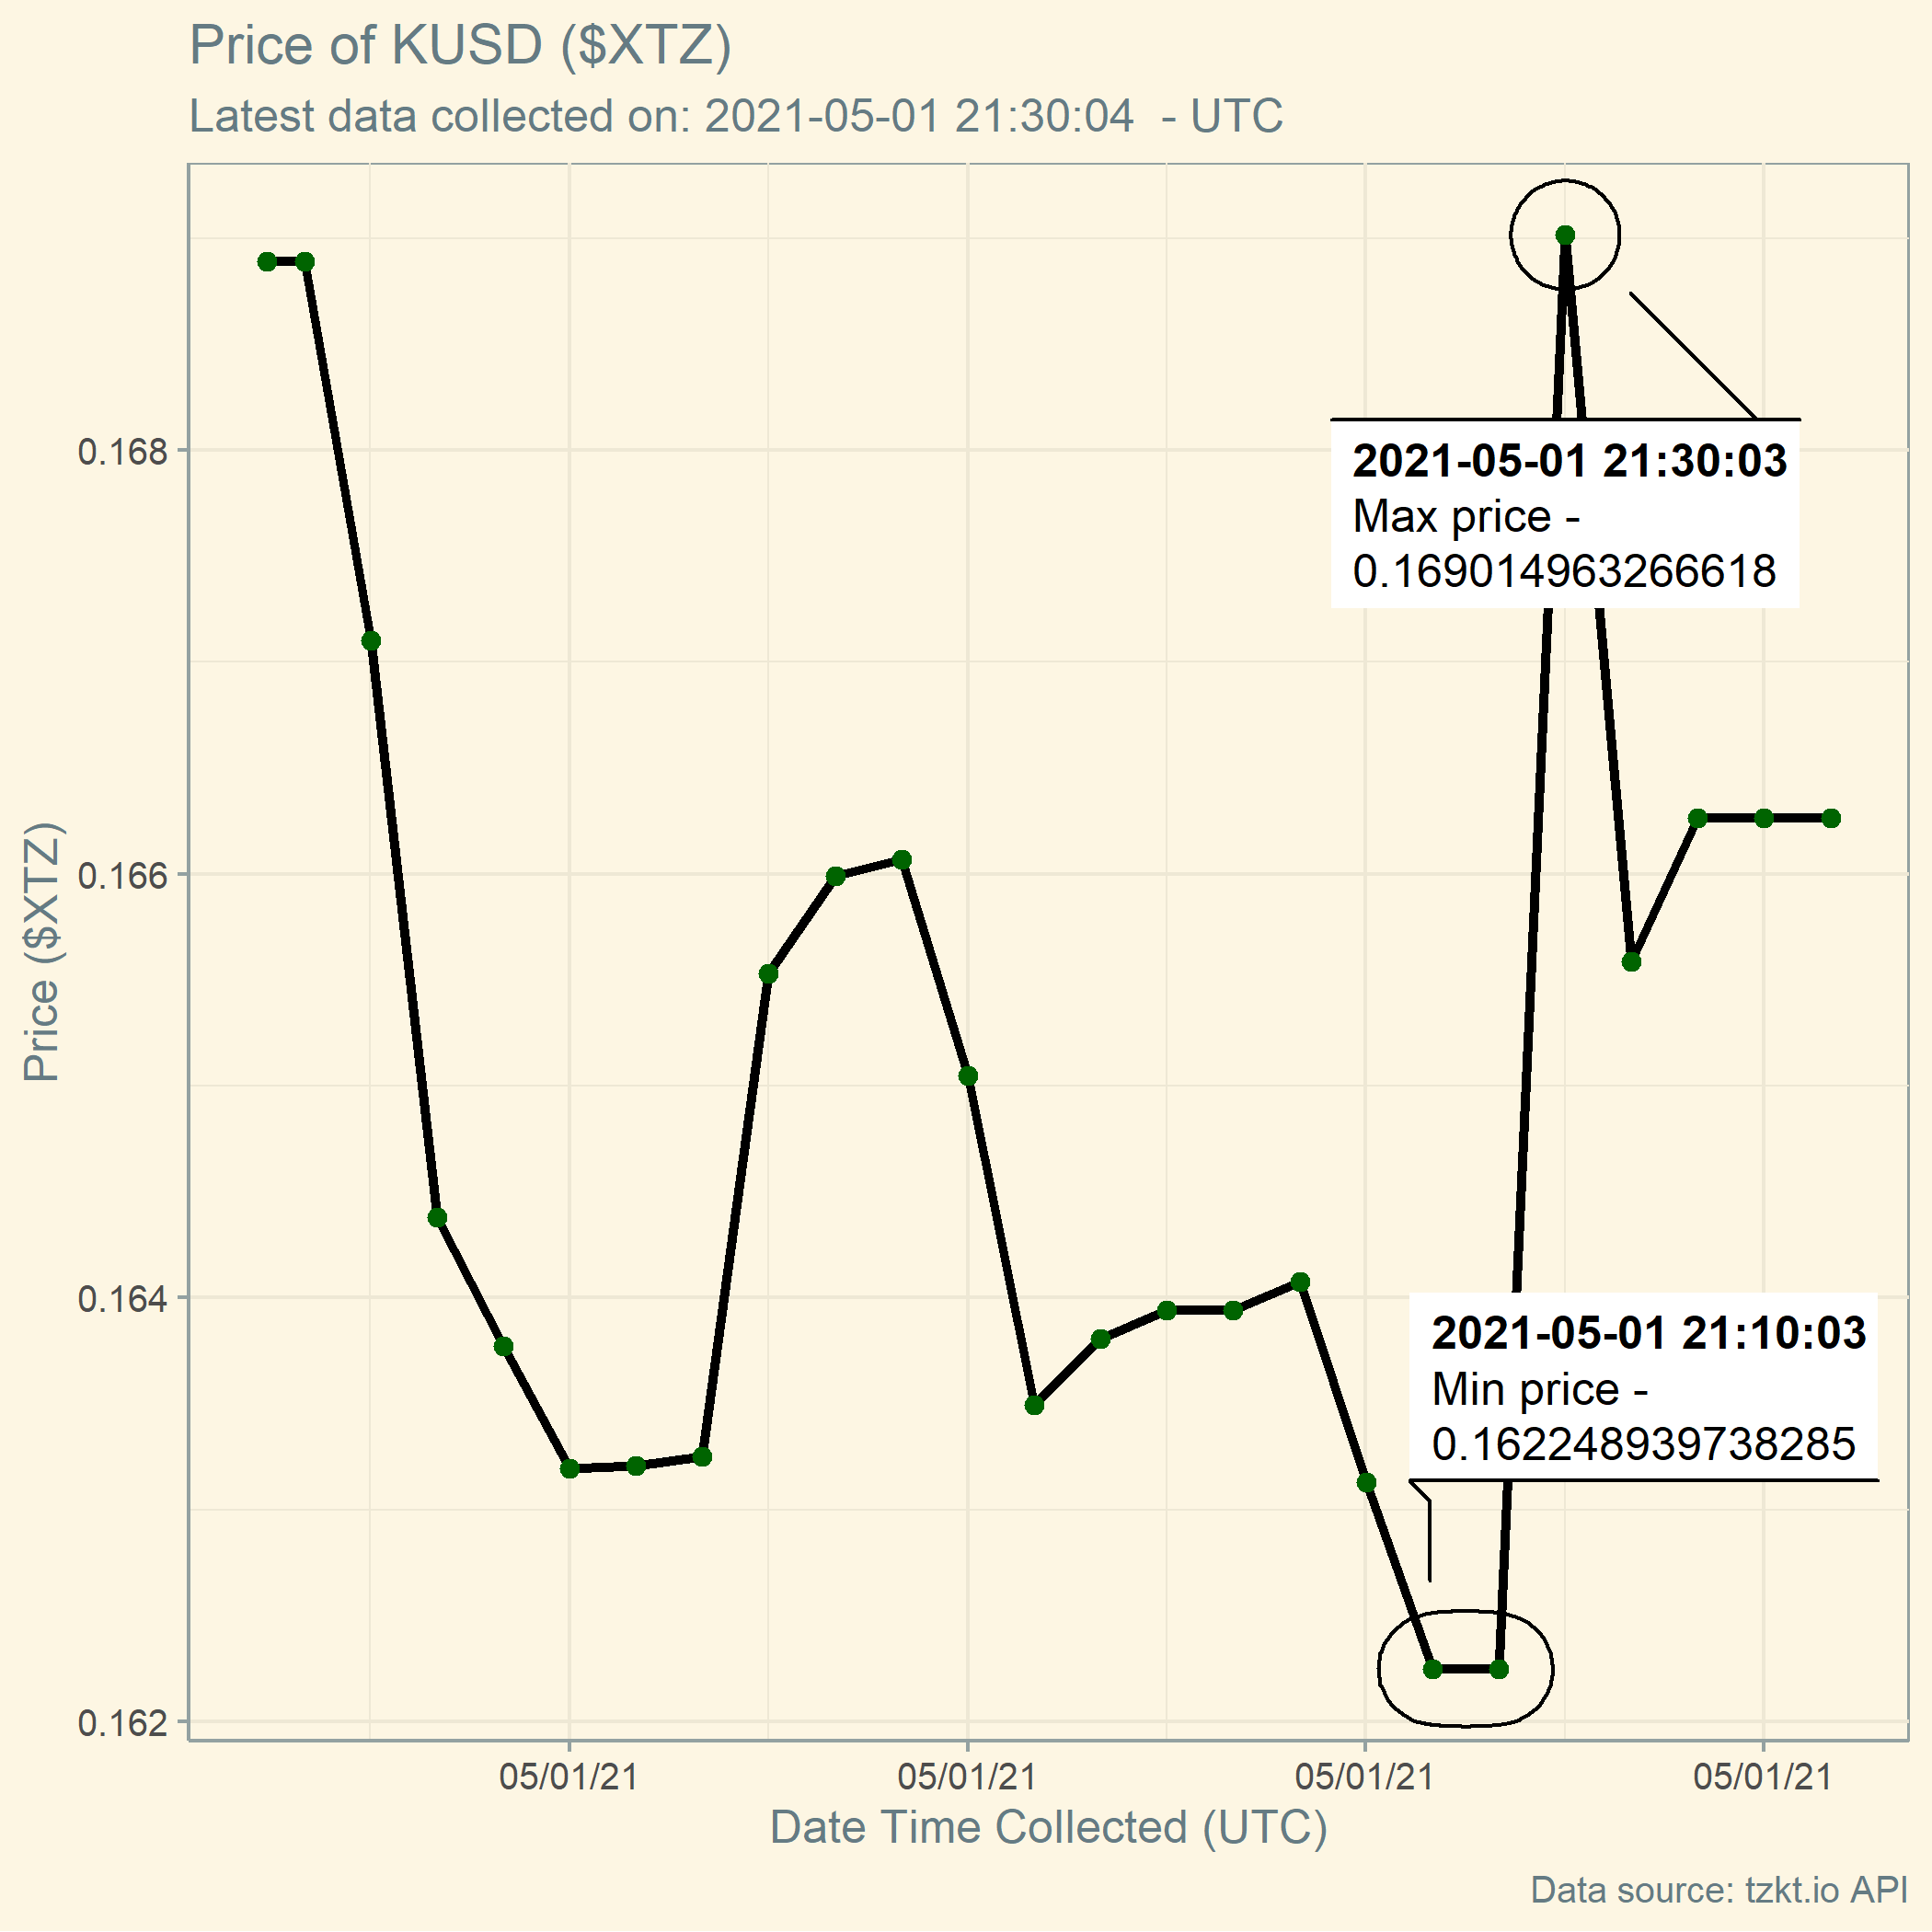 Price of KUSD ($XTZ)
Latest data collected on: 2021-05-01 21:30:04  - UTC
Price ($XTZ)
0.168
0.166
0.164
0.162
2021-05-01 21:30:03
Max price -
0.169014963266618
2021-05-01 21:10:03
Min price -
0.162248939738285
05/01/21
05/01/21
05/01/21
05/01/21
Date Time Collected (UTC)
Data source: tzkt.io API